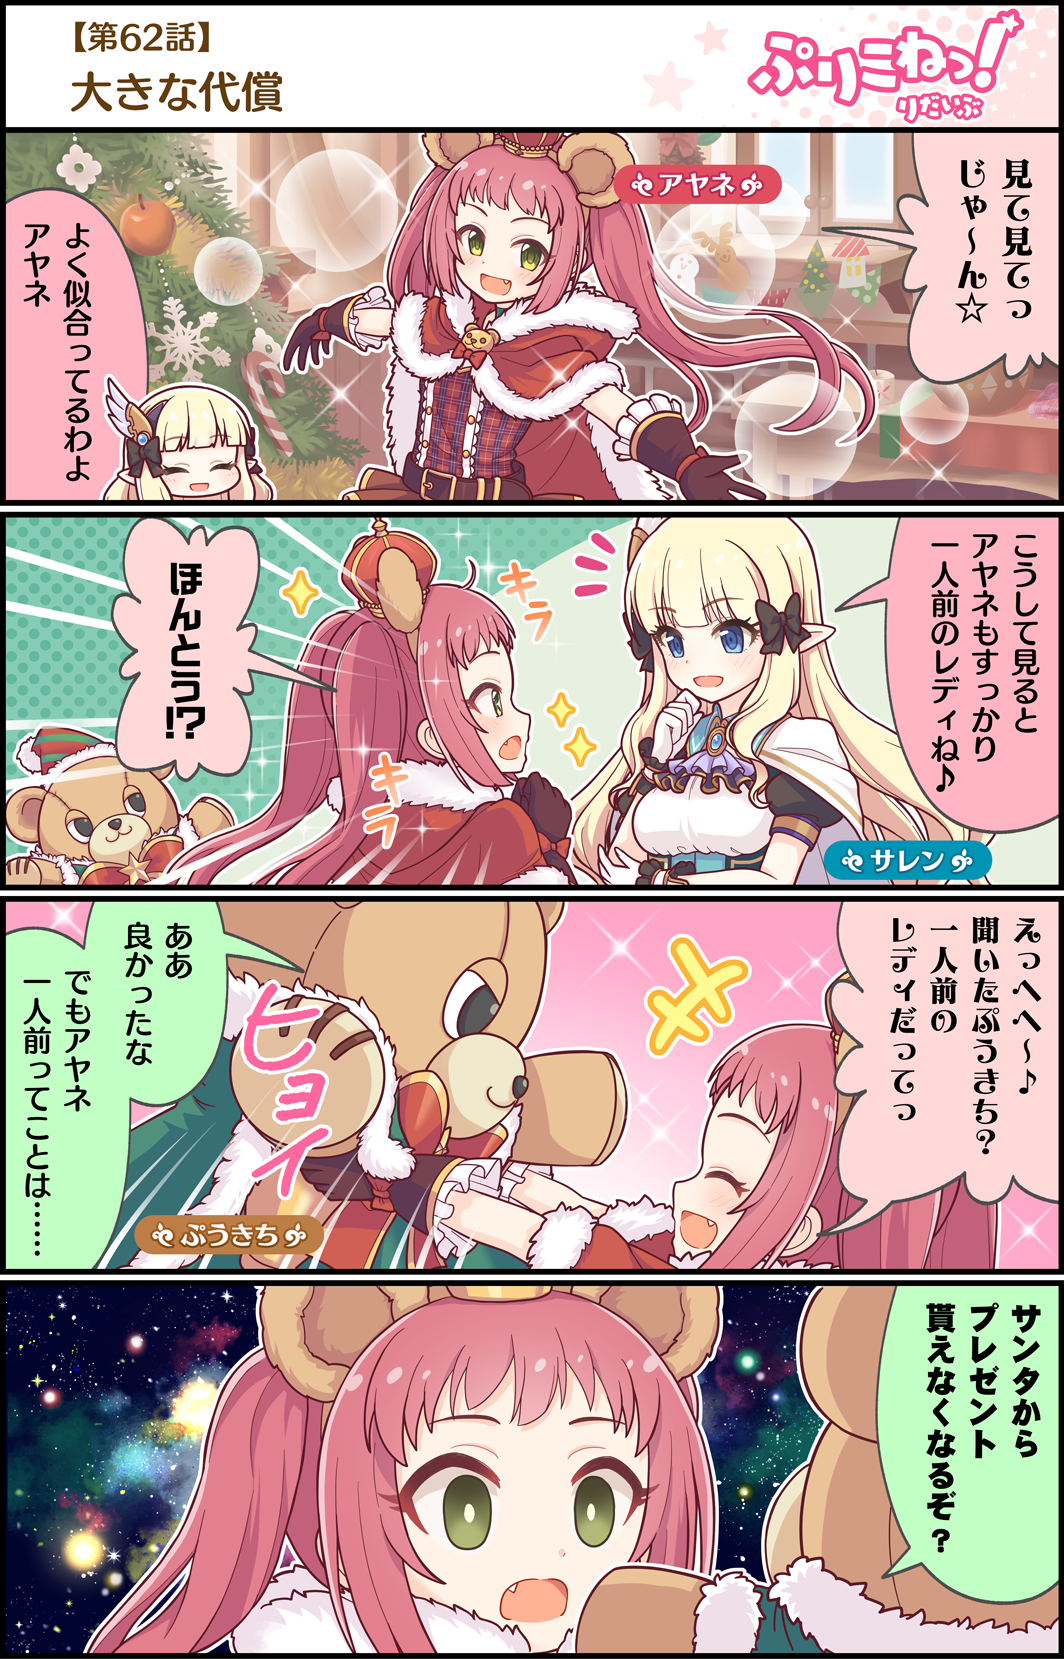 【第62話】
大きな代償
ぷりこねっ!
りだいぶ
見て見てっ
じゃ〜ん☆
アヤネ
よく似合ってるわよ
アヤネ
こうして見ると
アヤネもすっかり
一人前のレディね♪
キラ
ほんとう!?
キラ
サレン
えっへへ〜♪
聞いたぷうきち?
一人前の
レディだってっ
ああ
良かったな
でもアヤネ
一人前ってことは……
ヒョイ
ぷうきち
サンタから
プレゼント
貰えなくなるぞ?